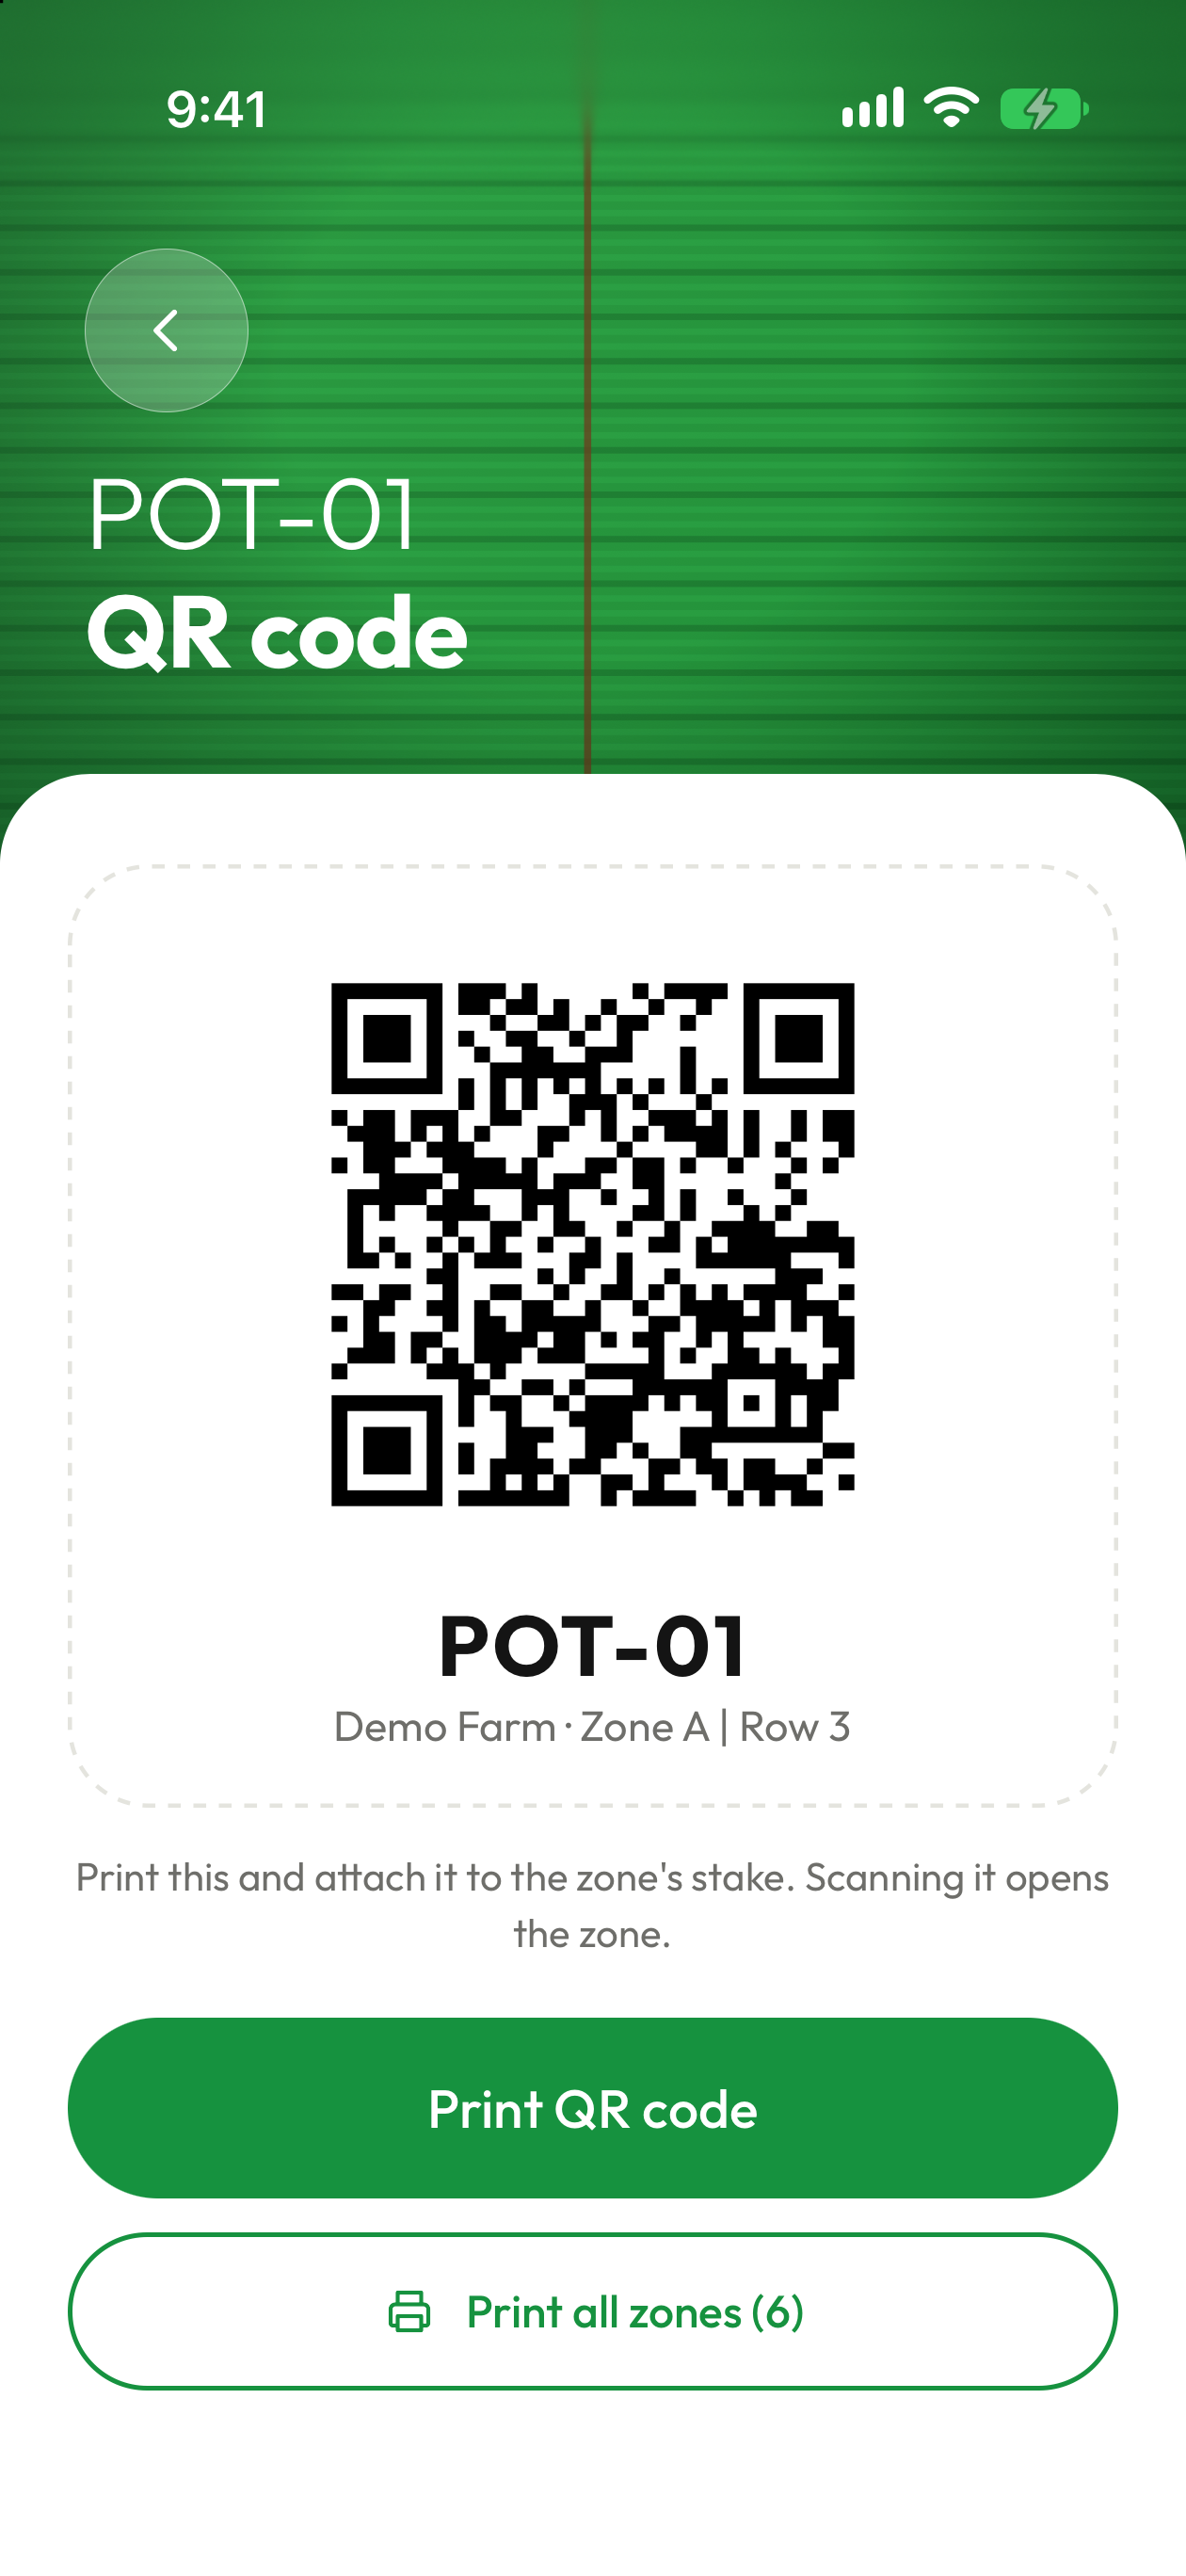 9:41
POT-01
QR code
POT-01
Demo Farm · Zone A | Row 3
Print this and attach it to the zone's stake. Scanning it opens
the zone.
Print QR code
Print all zones (6)